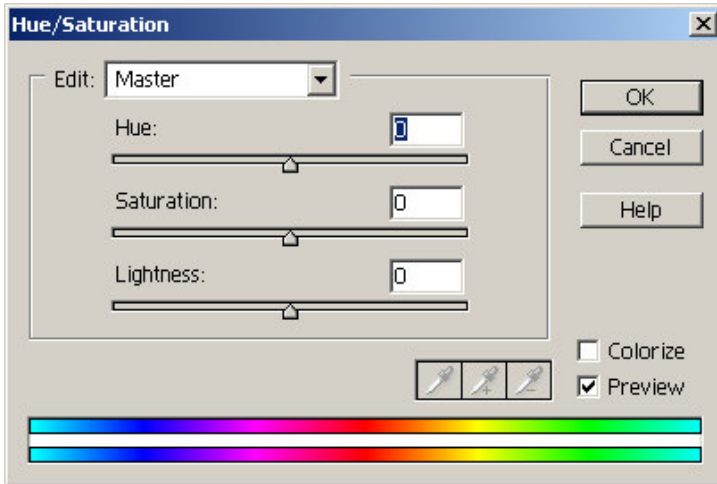 Hue/Saturation
Edit: Master
Hue: 0
Saturation: 0
Lightness: 0
OK
Cancel
Help
Colorize
Preview